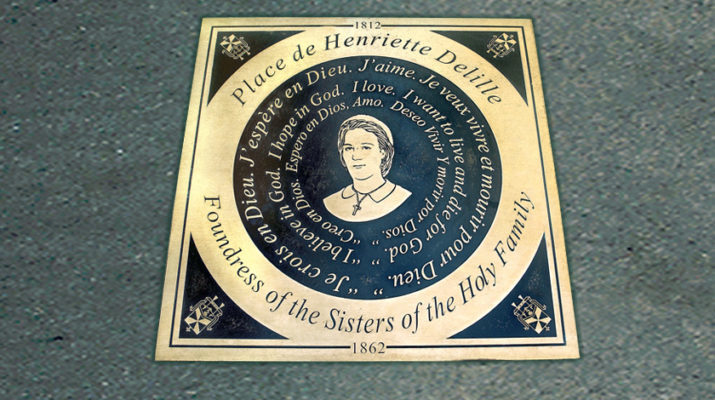 1812
Place de Henriette Delille
“Je crois en Dieu. J’espère en Dieu. J’aime. Je veux vivre et mourir pour Dieu.”
“I believe in God. I hope in God. I love. I want to live and die for God.”
“Creo en Dios. Espero en Dios, Amo. Deseo Vivir Y morir por Dios.”
Foundress of the Sisters of the Holy Family
1862